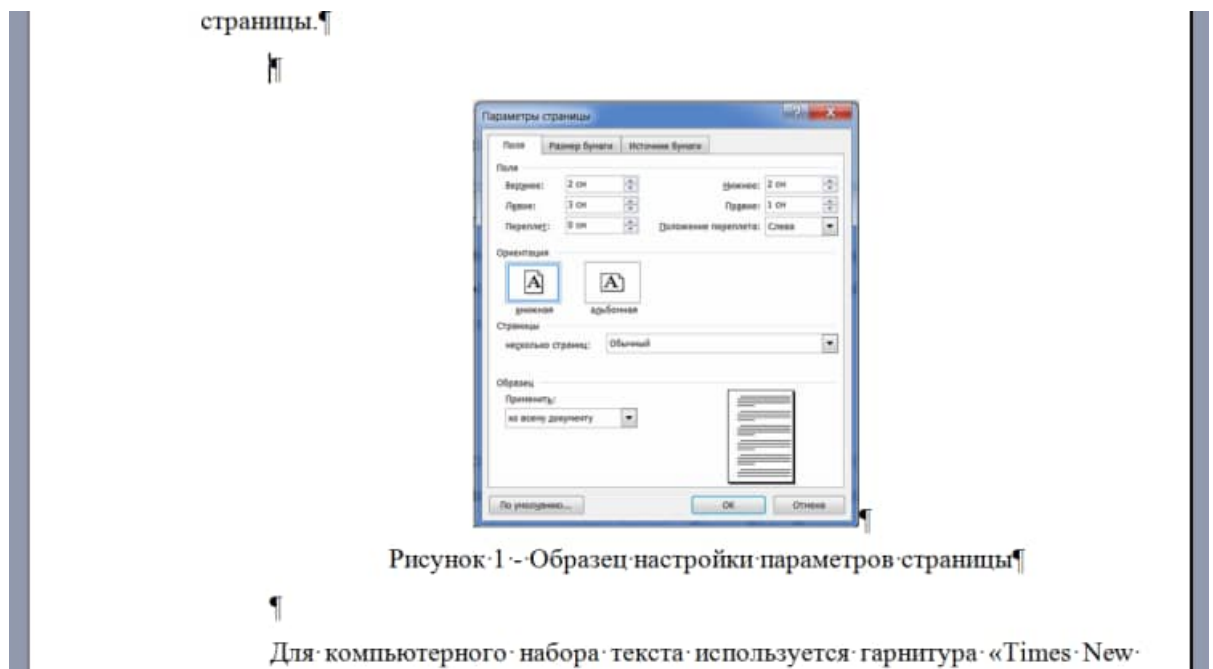 страницы.¶
¶
Параметры страницы
Поля Размер бумаги Источник бумаги
Поля
Верхнее: 2 см Нижнее: 2 см
Левое: 3 см Правое: 1 см
Переплет: 0 см Положение переплета: Слева
Ориентация
A A
книжная альбомная
Страницы
несколько страниц: Обычный
Образец
Применить:
ко всему документу
По умолчанию... ОК Отмена
¶
Рисунок·1·-·Образец·настройки·параметров·страницы¶
¶
Для·компьютерного·набора·текста·используется·гарнитура·«Times·New·